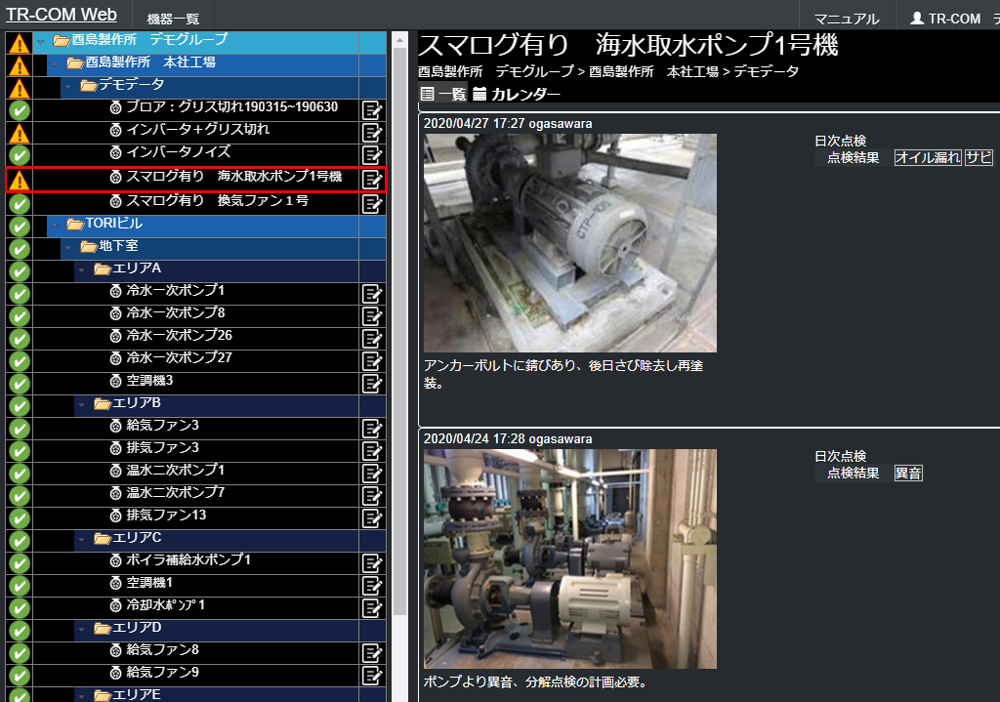 TR-COM Web
機器一覧
マニュアル
TR-COM デ
酉島製作所　デモグループ
酉島製作所　本社工場
デモデータ
ブロア：グリス切れ190315~190630
インバータ＋グリス切れ
インバータノイズ
スマログ有り　海水取水ポンプ1号機
スマログ有り　換気ファン１号
TORIビル
地下室
エリアA
冷水一次ポンプ1
冷水一次ポンプ8
冷水一次ポンプ26
冷水一次ポンプ27
空調機3
エリアB
給気ファン3
排気ファン3
温水二次ポンプ1
温水二次ポンプ7
排気ファン13
エリアC
ボイラ補給水ポンプ1
空調機1
冷却水ﾎﾟﾝﾌﾟ1
エリアD
給気ファン8
給気ファン9
エリアE
スマログ有り　海水取水ポンプ1号機
酉島製作所　デモグループ > 酉島製作所　本社工場 > デモデータ
一覧 カレンダー
2020/04/27 17:27 ogasawara
日次点検
点検結果 オイル漏れ サビ
アンカーボルトに錆びあり、後日さび除去し再塗
装。
2020/04/24 17:28 ogasawara
日次点検
点検結果 異音
ポンプより異音、分解点検の計画必要。